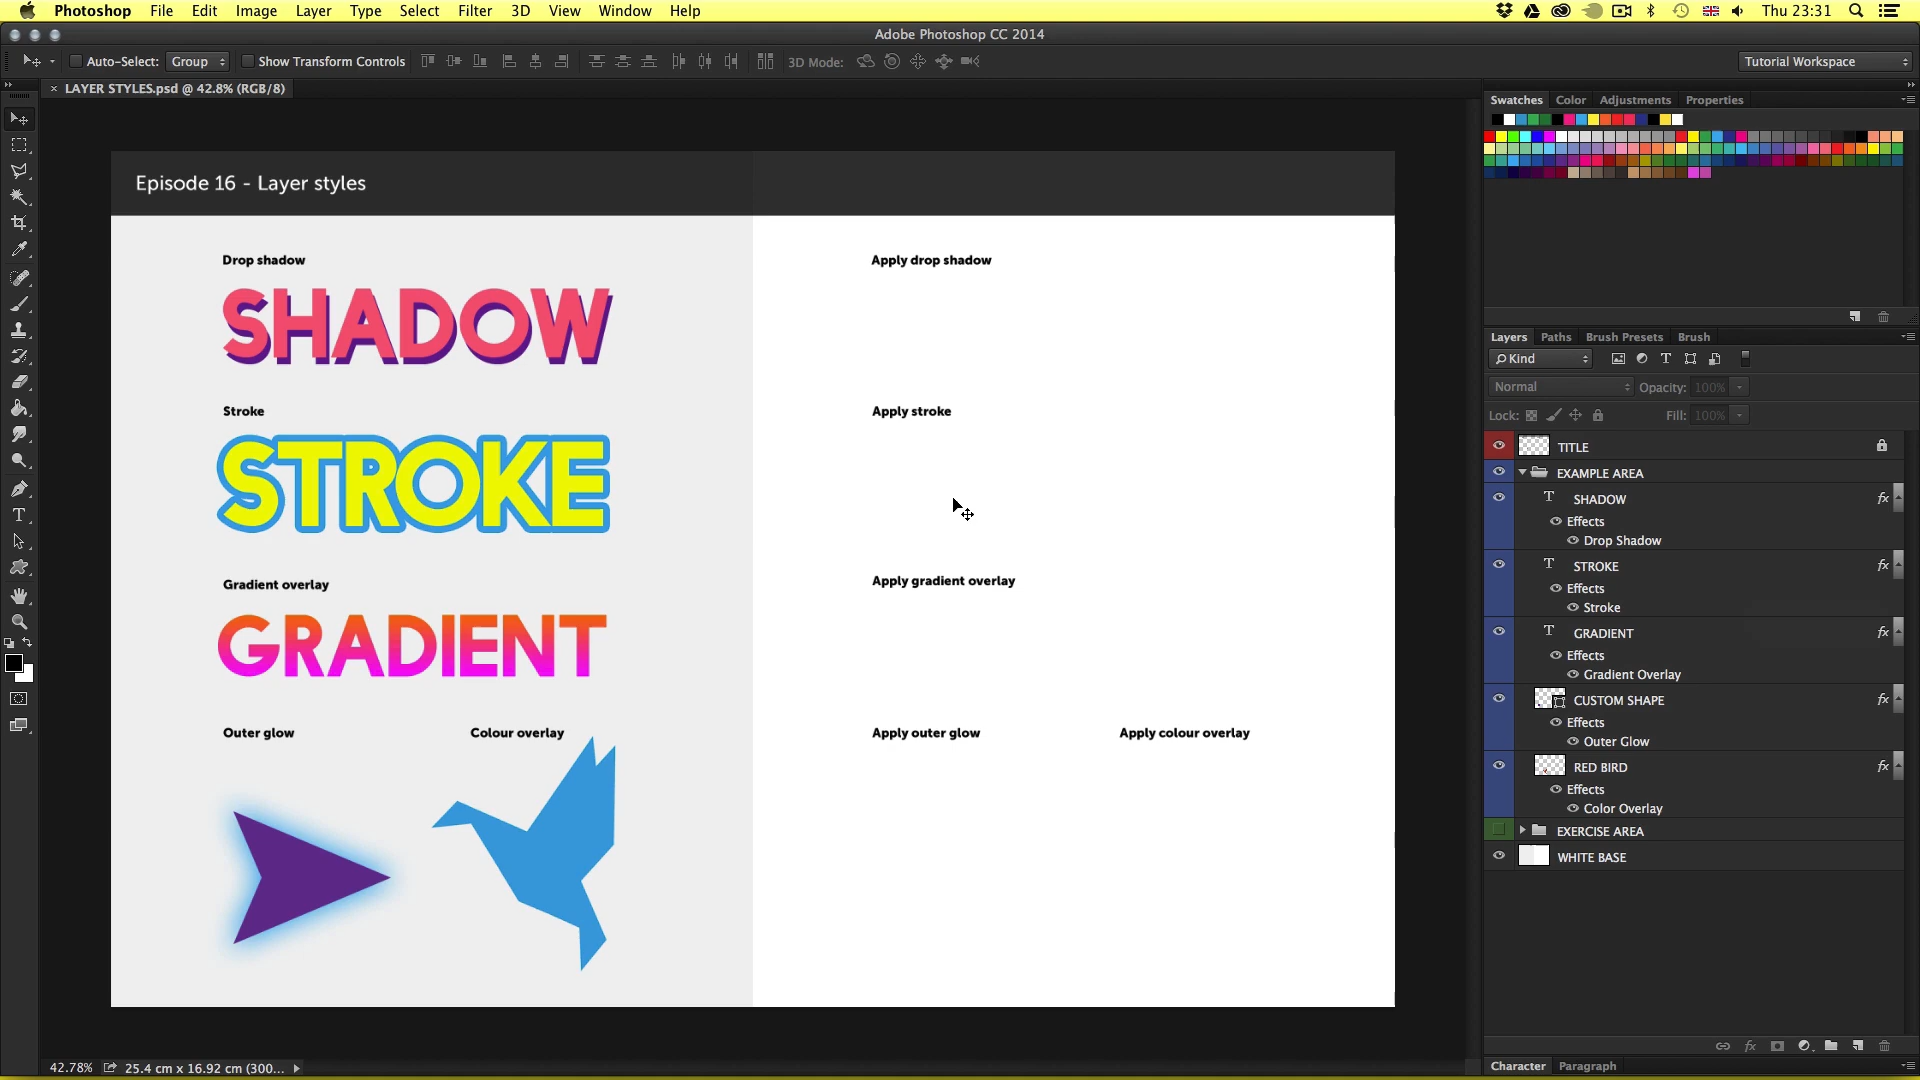 Photoshop File Edit Image Layer Type Select Filter 3D View Window Help Thu 23:31
Adobe Photoshop CC 2014
Auto-Select: Group Show Transform Controls 3D Mode: Tutorial Workspace
× LAYER STYLES.psd @ 42.8% (RGB/8)
Swatches Color Adjustments Properties
Episode 16 - Layer styles
Drop shadow
SHADOW
Stroke
STROKE
Gradient overlay
GRADIENT
Outer glow Colour overlay
Apply drop shadow
Apply stroke
Apply gradient overlay
Apply outer glow Apply colour overlay
Layers Paths Brush Presets Brush
Kind
Normal Opacity: 100%
Lock: Fill: 100%
TITLE
EXAMPLE AREA
T SHADOW fx
Effects
Drop Shadow
T STROKE fx
Effects
Stroke
T GRADIENT fx
Effects
Gradient Overlay
CUSTOM SHAPE fx
Effects
Outer Glow
RED BIRD fx
Effects
Color Overlay
EXERCISE AREA
WHITE BASE
fx
Character Paragraph
42.78% 25.4 cm x 16.92 cm (300...